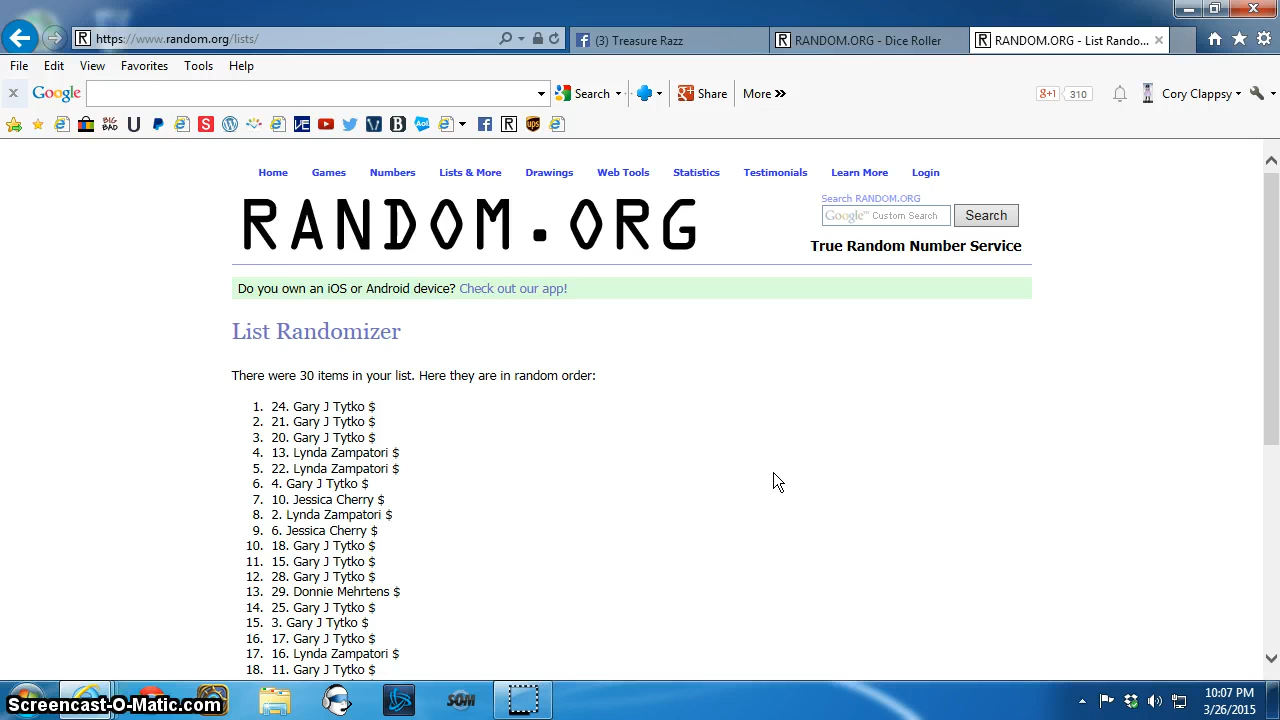 https://www.random.org/lists/
(3) Treasure Razz
RANDOM.ORG - Dice Roller
RANDOM.ORG - List Rando...
File Edit View Favorites Tools Help
Google Search Share More »
310
Cory Clappsy
Home Games Numbers Lists & More Drawings Web Tools Statistics Testimonials Learn More Login
RANDOM.ORG
Search RANDOM.ORG
Google™ Custom Search
Search
True Random Number Service
Do you own an iOS or Android device? Check out our app!
List Randomizer
There were 30 items in your list. Here they are in random order:
1. 24. Gary J Tytko $
2. 21. Gary J Tytko $
3. 20. Gary J Tytko $
4. 13. Lynda Zampatori $
5. 22. Lynda Zampatori $
6. 4. Gary J Tytko $
7. 10. Jessica Cherry $
8. 2. Lynda Zampatori $
9. 6. Jessica Cherry $
10. 18. Gary J Tytko $
11. 15. Gary J Tytko $
12. 28. Gary J Tytko $
13. 29. Donnie Mehrtens $
14. 25. Gary J Tytko $
15. 3. Gary J Tytko $
16. 17. Gary J Tytko $
17. 16. Lynda Zampatori $
18. 11. Gary J Tytko $
Screencast-O-Matic.com
10:07 PM
3/26/2015